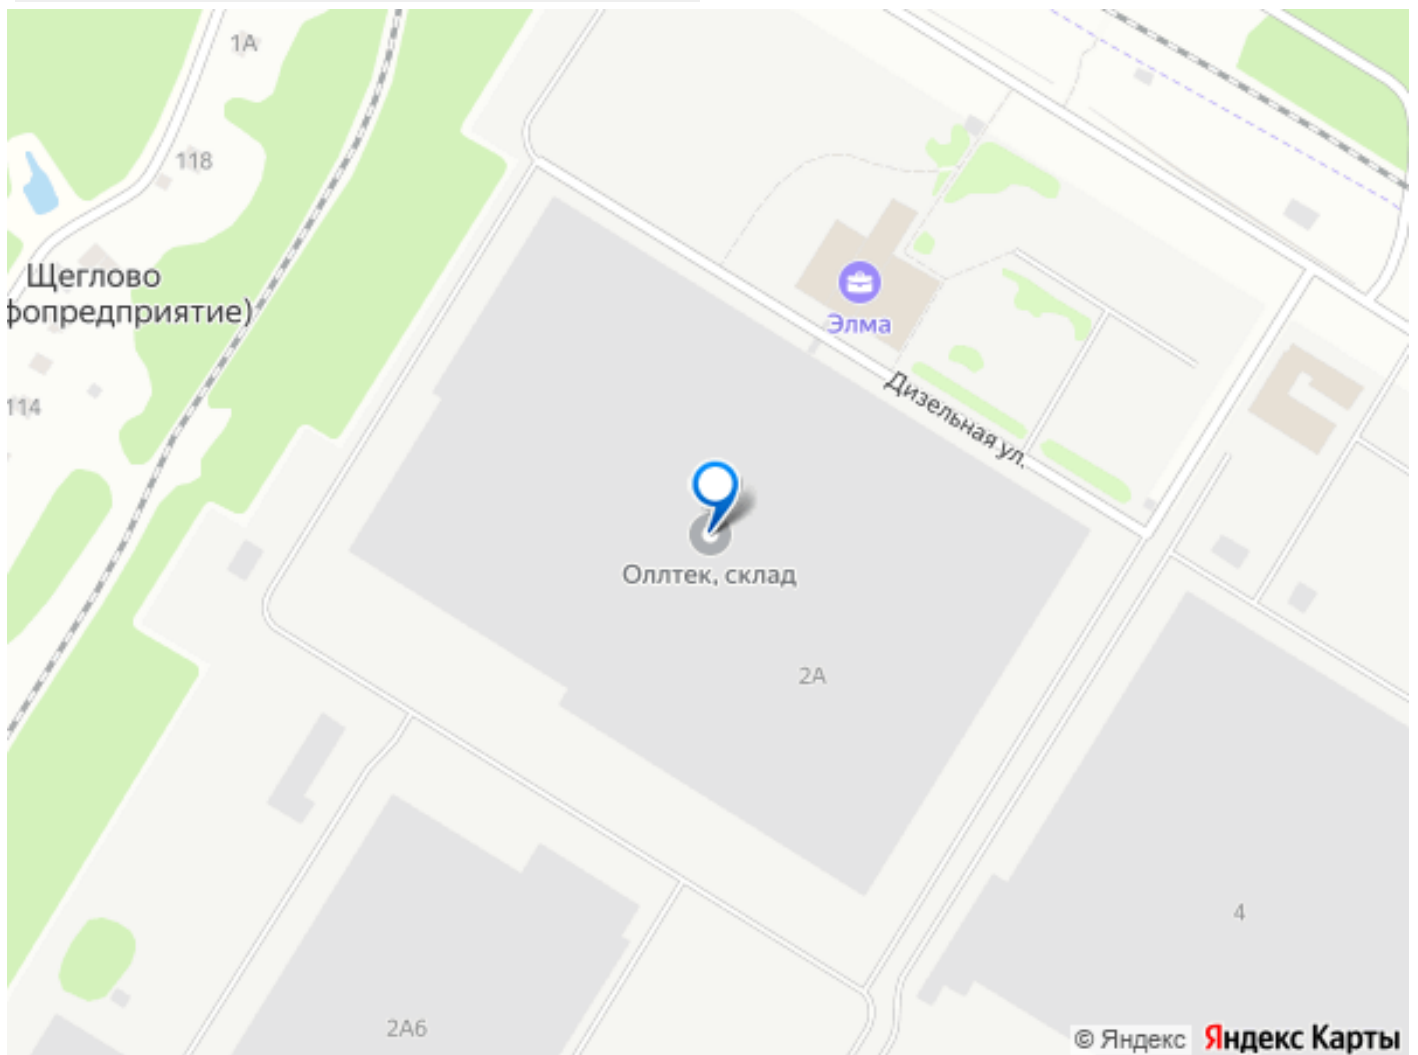 1А
118
Щеглово
фопредприятие)
114
Элма
Дизельная ул.
Оллтек, склад
2А
4
2А6
© Яндекс Яндекс Карты